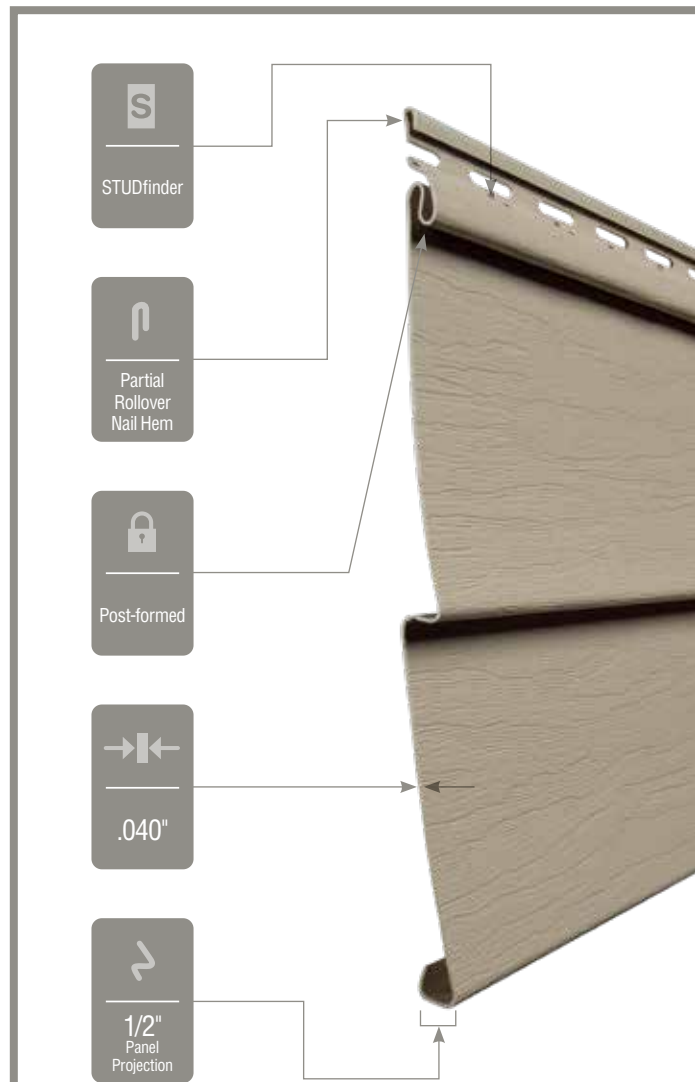 S
STUDfinder
Partial
Rollover
Nail Hem
Post-formed
.040"
1/2"
Panel
Projection